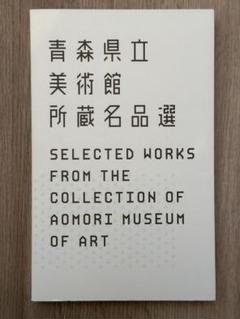 青森県立
美術館
所蔵名品選
SELECTED WORKS
FROM THE
COLLECTION OF
AOMORI MUSEUM
OF ART